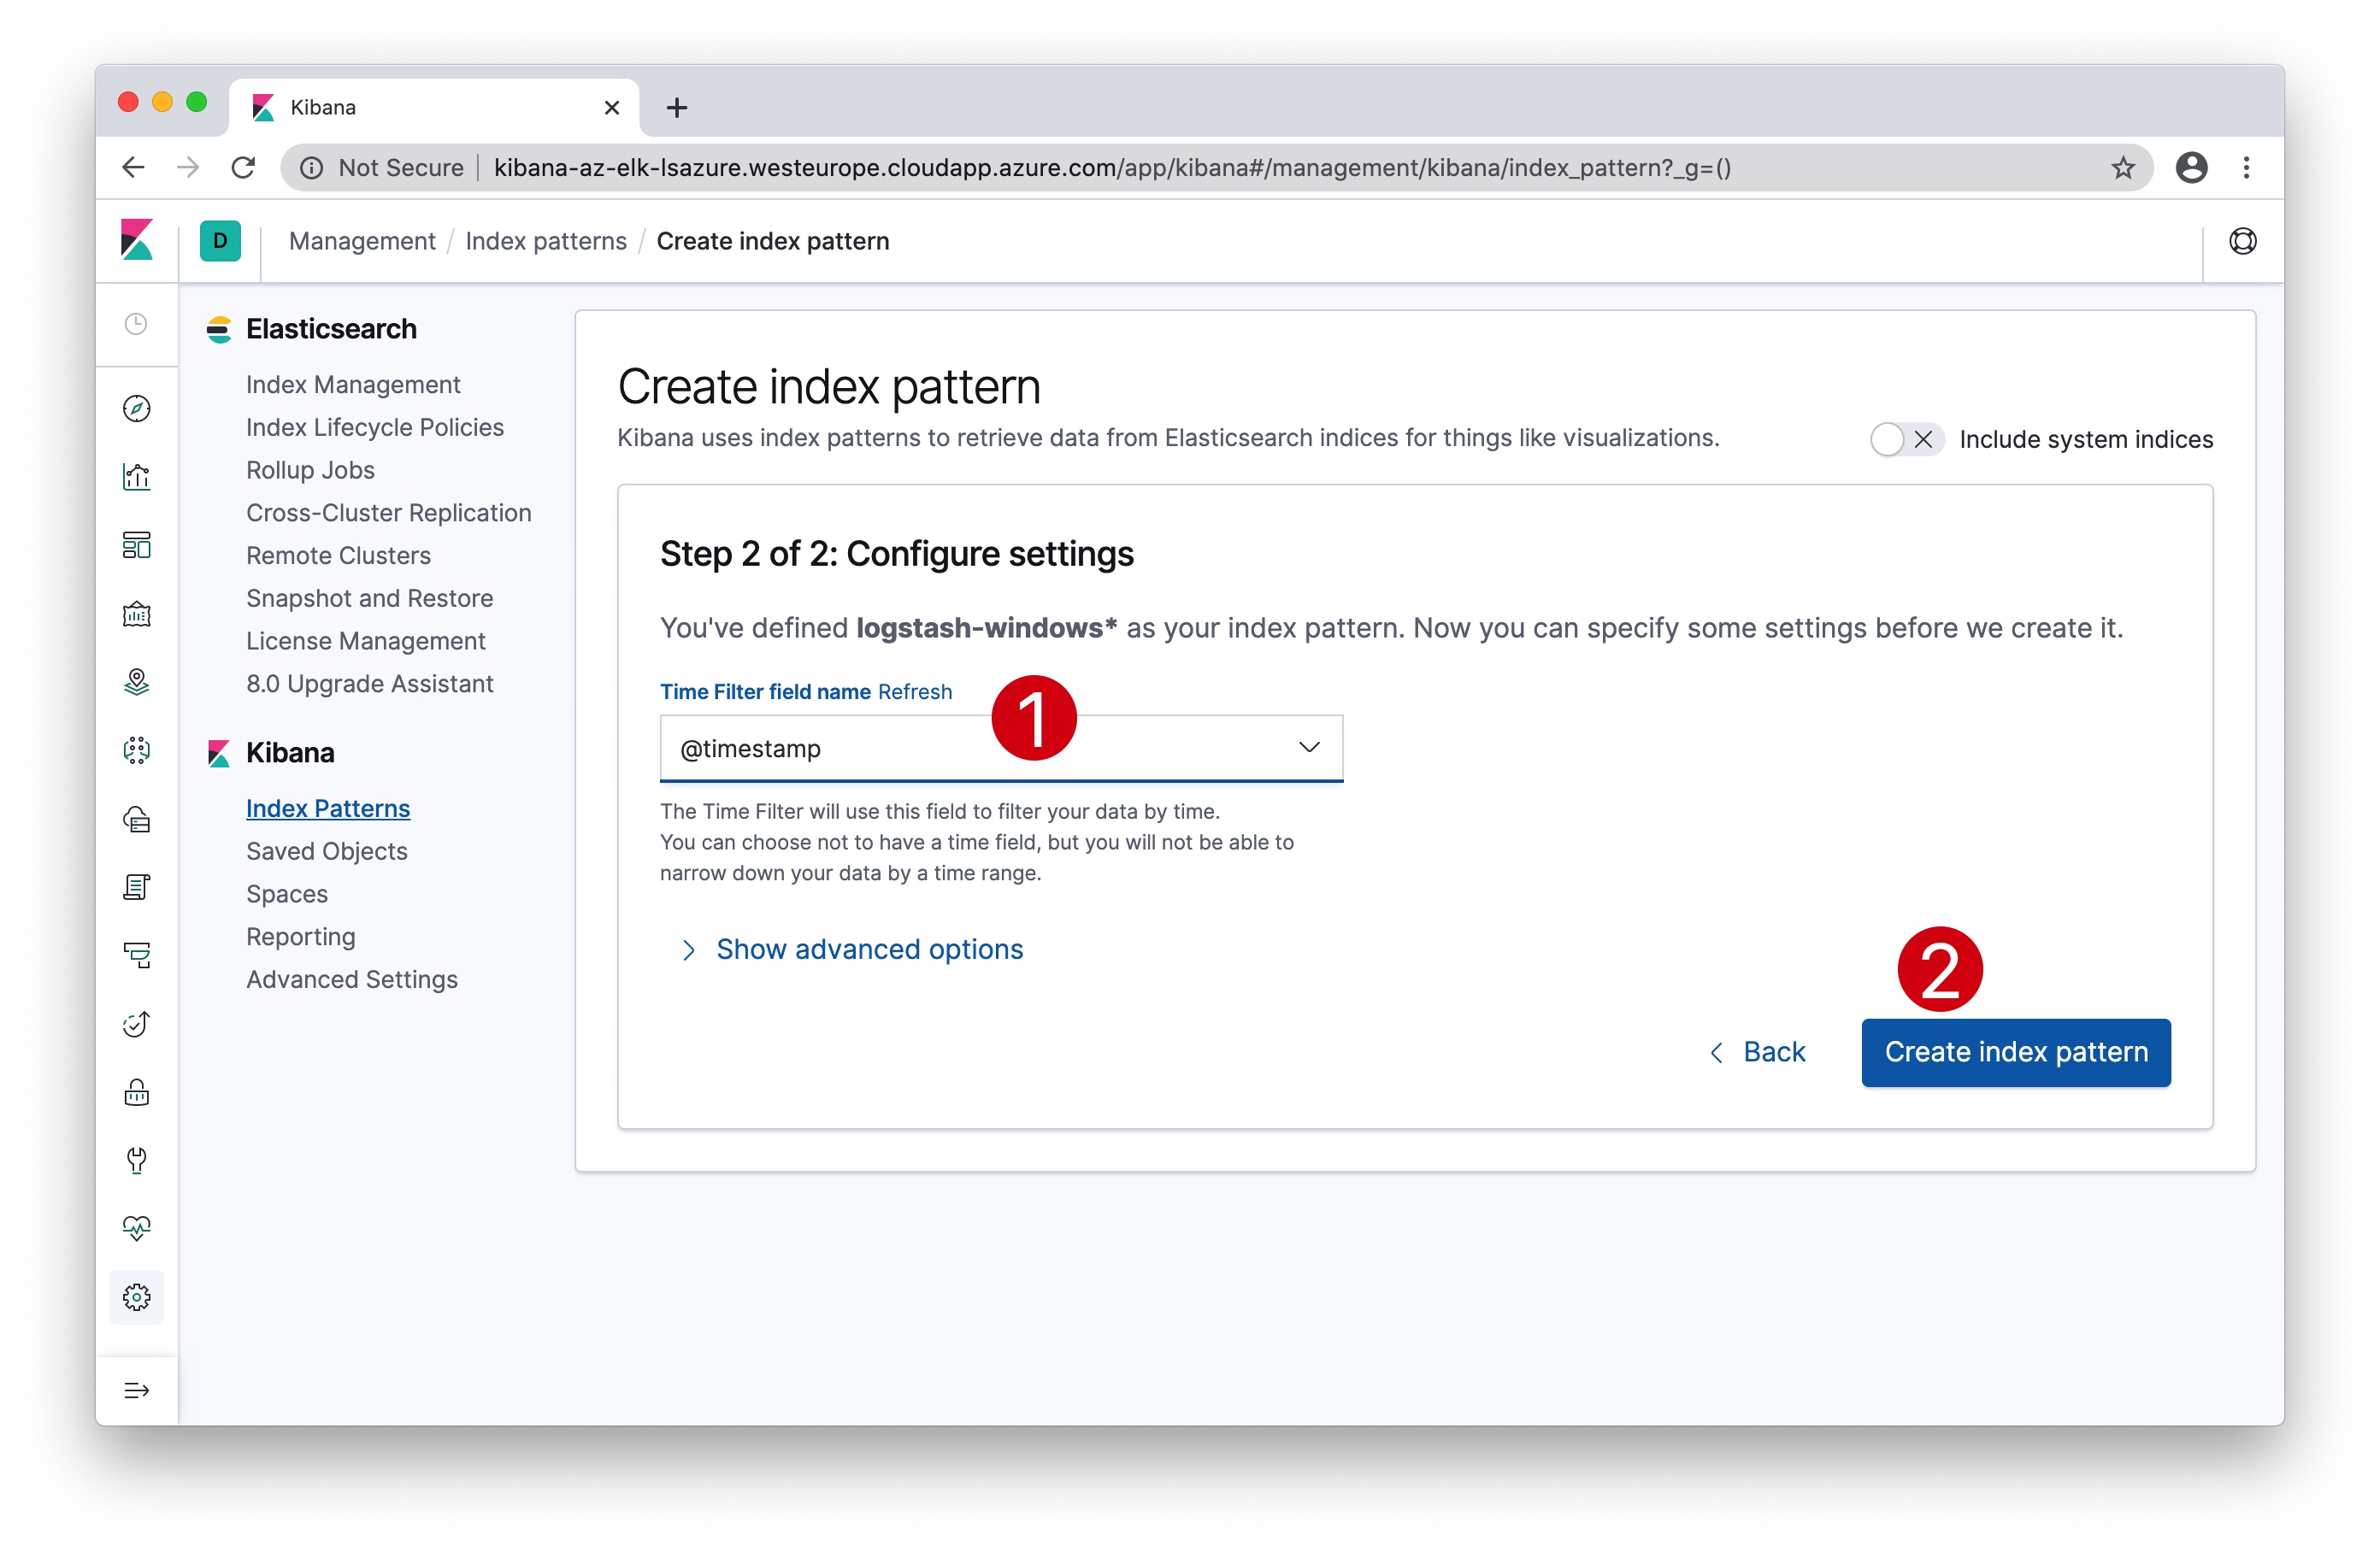 Kibana
Not Secure kibana-az-elk-lsazure.westeurope.cloudapp.azure.com/app/kibana#/management/kibana/index_pattern?_g=()
D Management / Index patterns / Create index pattern
Elasticsearch
Index Management
Index Lifecycle Policies
Rollup Jobs
Cross-Cluster Replication
Remote Clusters
Snapshot and Restore
License Management
8.0 Upgrade Assistant
Kibana
Index Patterns
Saved Objects
Spaces
Reporting
Advanced Settings
Create index pattern
Kibana uses index patterns to retrieve data from Elasticsearch indices for things like visualizations.
Include system indices
Step 2 of 2: Configure settings
You've defined logstash-windows* as your index pattern. Now you can specify some settings before we create it.
Time Filter field name Refresh
1
@timestamp
The Time Filter will use this field to filter your data by time.
You can choose not to have a time field, but you will not be able to
narrow down your data by a time range.
Show advanced options
2
Back
Create index pattern